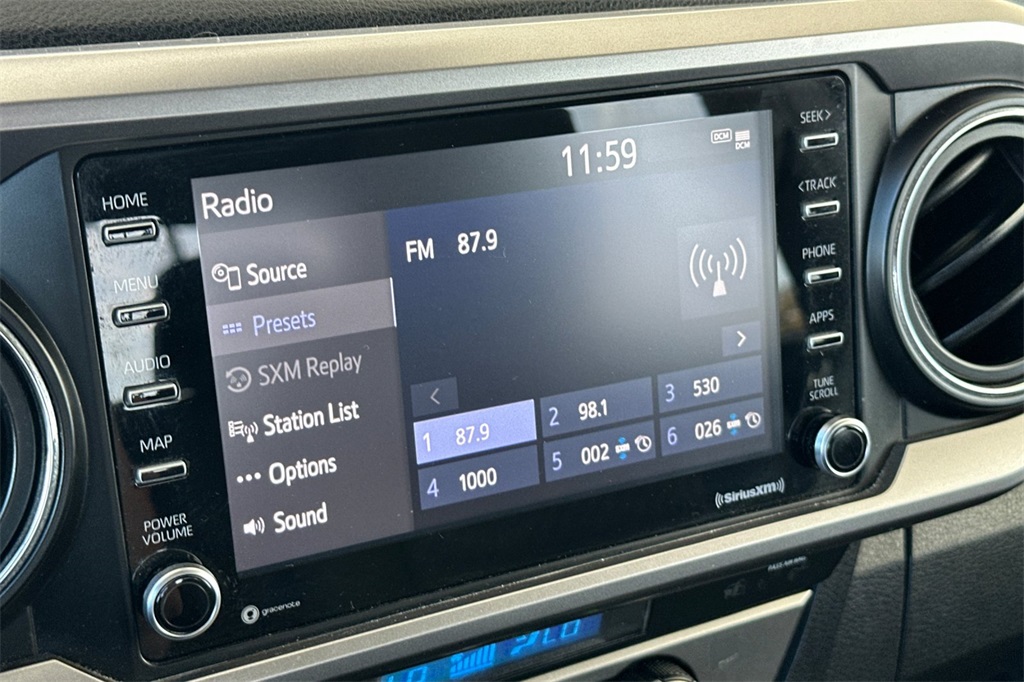 HOME
MENU
AUDIO
MAP
POWER
VOLUME
Radio
11:59
DCM
DCM
Source
Presets
SXM Replay
Station List
Options
Sound
FM 87.9
1 87.9
2 98.1
3 530
4 1000
5 002 SXM
6 026 SXM
SEEK >
< TRACK
PHONE
APPS
TUNE
SCROLL
((SiriusXM))
gracenote